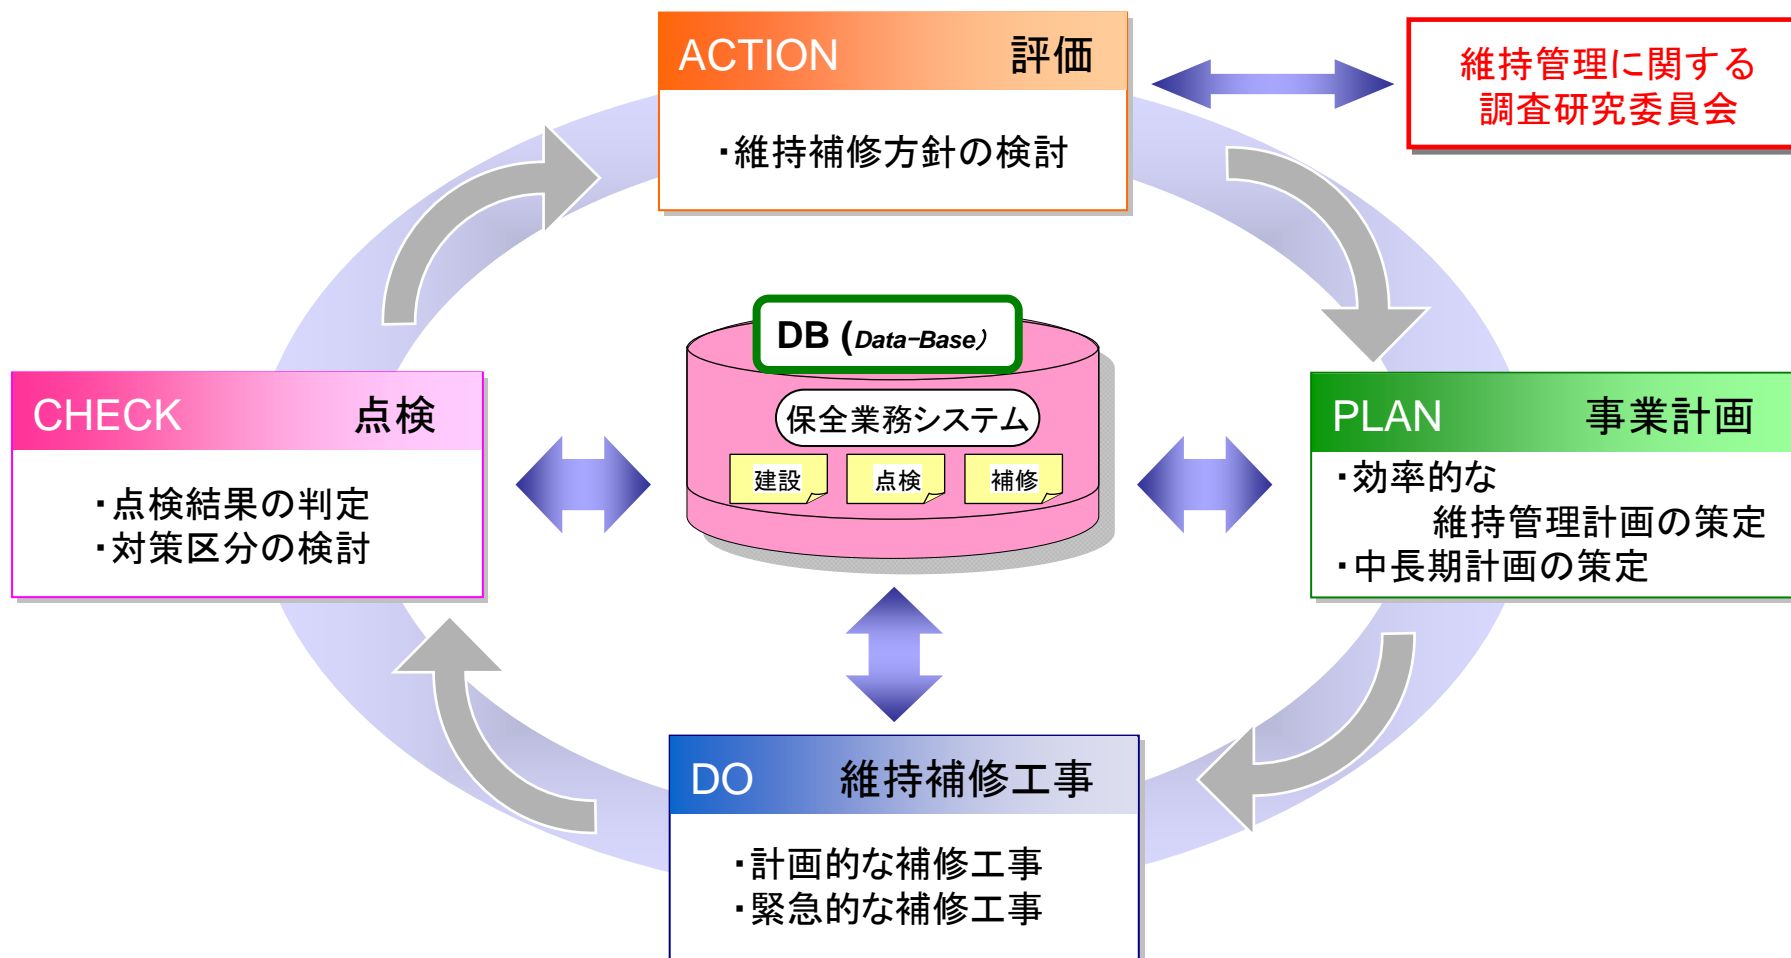 ACTION 評価
・維持補修方針の検討
維持管理に関する
調査研究委員会
DB (Data-Base)
保全業務システム
建設 点検 補修
CHECK 点検
・点検結果の判定
・対策区分の検討
PLAN 事業計画
・効率的な
維持管理計画の策定
・中長期計画の策定
DO 維持補修工事
・計画的な補修工事
・緊急的な補修工事